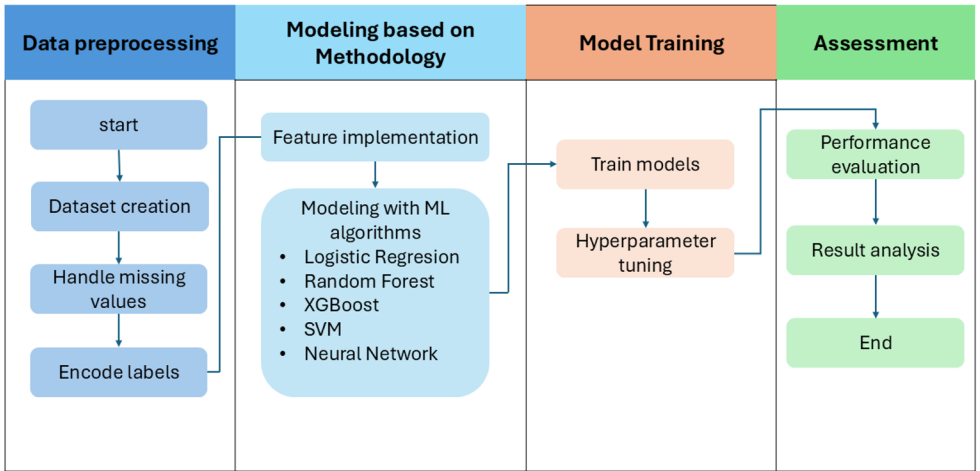 Data preprocessing
Modeling based on
Methodology
Model Training
Assessment
start
Dataset creation
Handle missing
values
Encode labels
Feature implementation
Modeling with ML
algorithms
• Logistic Regresion
• Random Forest
• XGBoost
• SVM
• Neural Network
Train models
Hyperparameter
tuning
Performance
evaluation
Result analysis
End